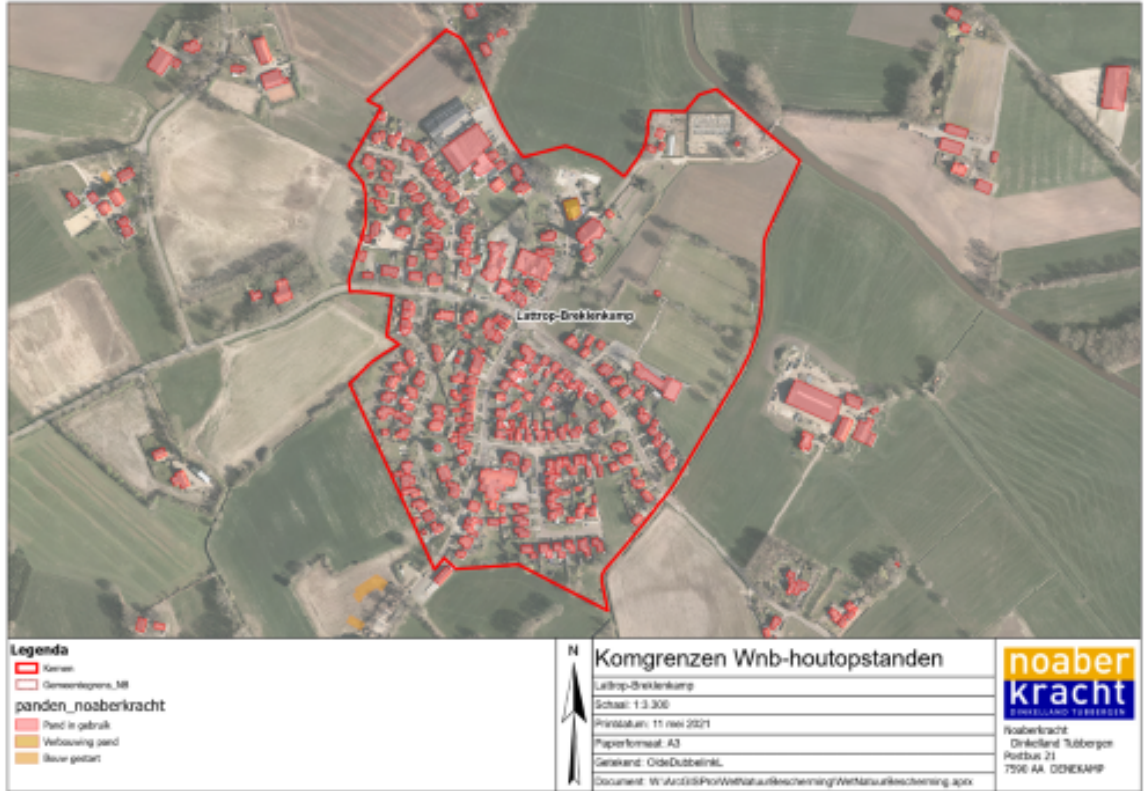 Lattrop-Breklenkamp
Legenda
Kernen
Gemeentegrens_NB
panden_noaberkracht
Pand in gebruik
Verbouwing pand
Bouw gestart
N
Komgrenzen Wnb-houtopstanden
Lattrop-Breklenkamp
Schaal: 1:3.300
Printdatum: 11 mei 2021
Papierformaat: A3
Getekend: OldeDubbelinkL
Document: W:\ArcGISPro\WetNatuurBescherming\WetNatuurBescherming.aprx
noaber
kracht
DINKELLAND TUBBERGEN
Noaberkracht
Dinkelland Tubbergen
Postbus 21
7590 AA DENEKAMP